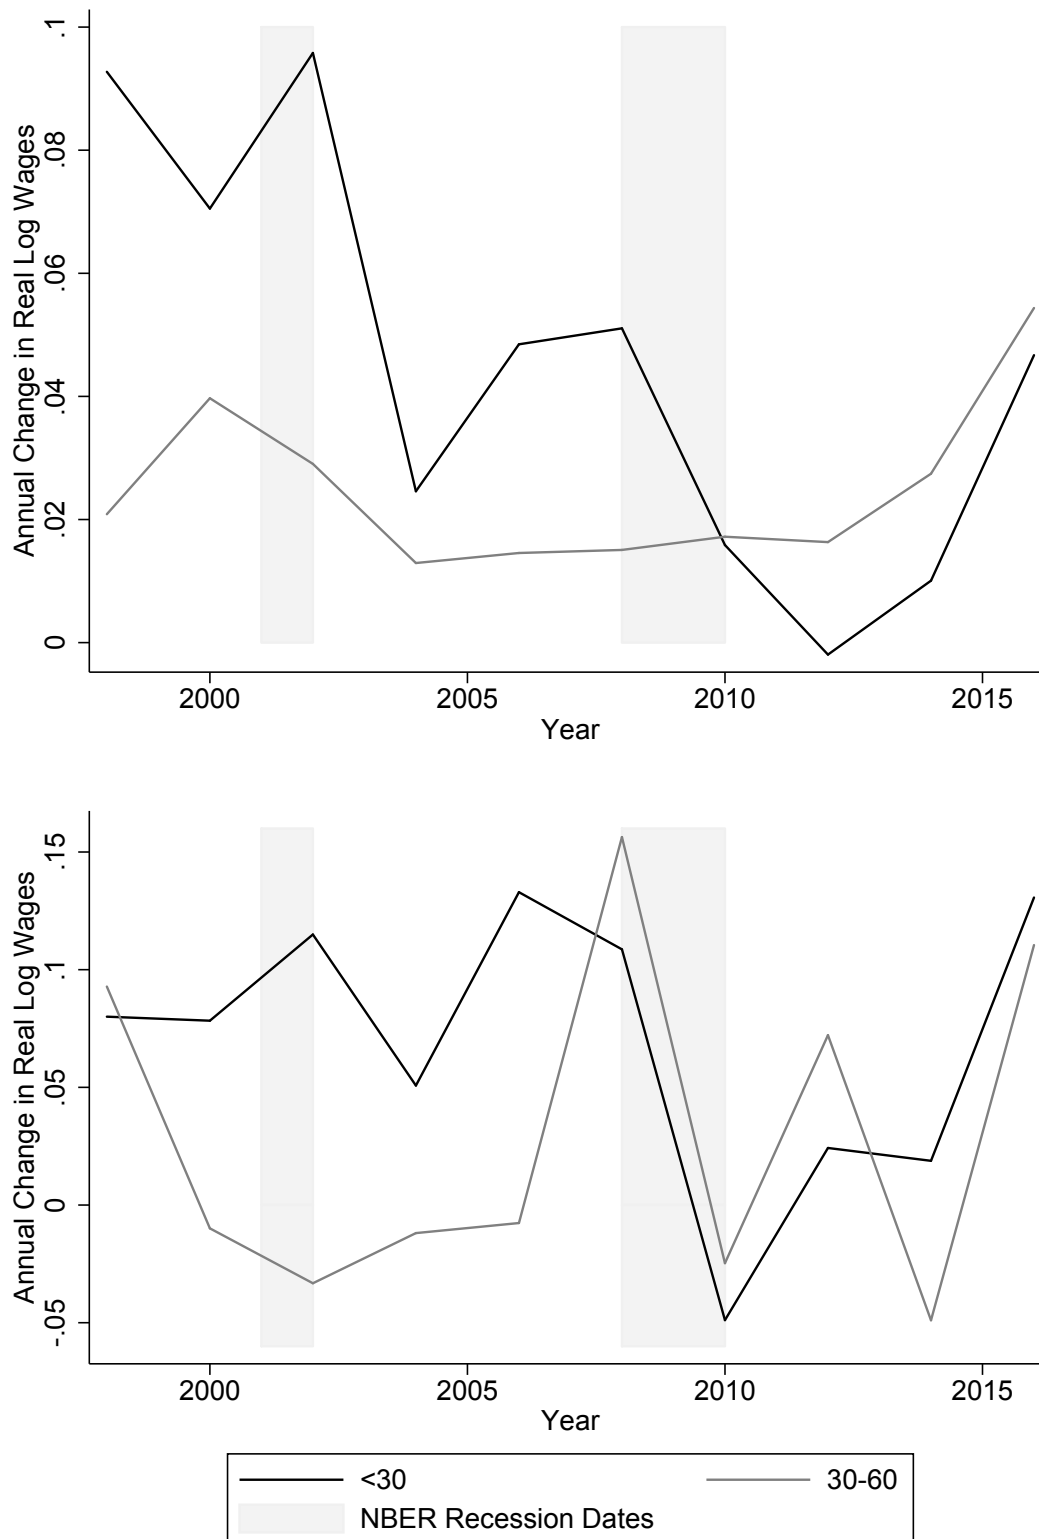 Annual Change in Real Log Wages
.1
.08
.06
.04
.02
0
2000 2005 2010 2015
Year
Annual Change in Real Log Wages
.15
.1
.05
0
-.05
2000 2005 2010 2015
Year
<30 30-60
NBER Recession Dates